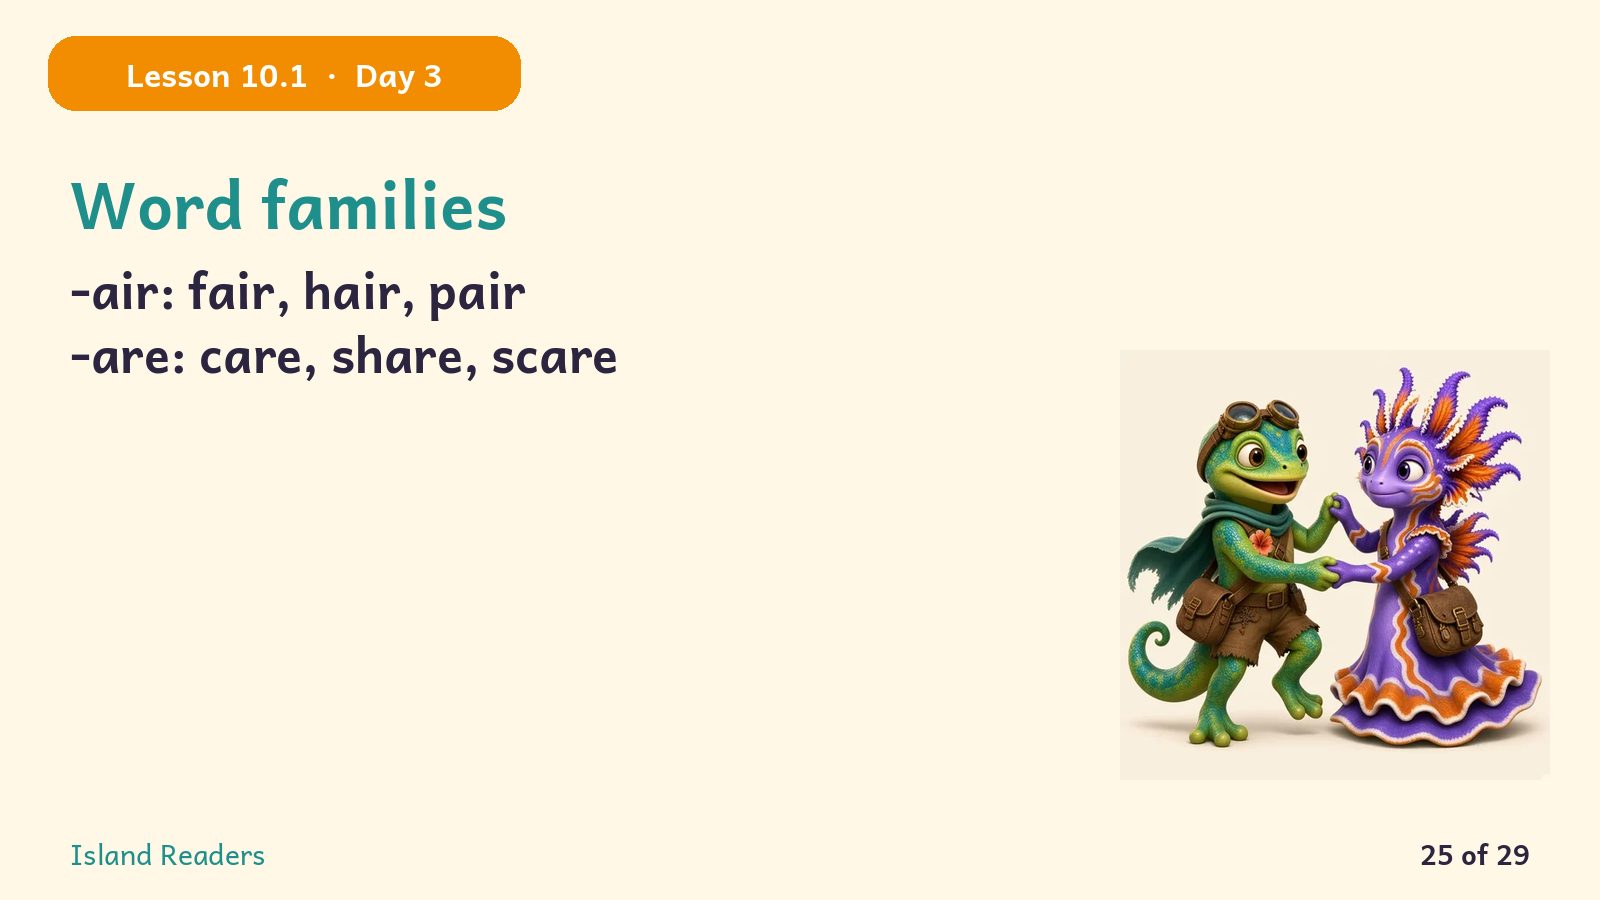 Lesson 10.1 · Day 3
Word families
-air: fair, hair, pair
-are: care, share, scare
Island Readers
25 of 29